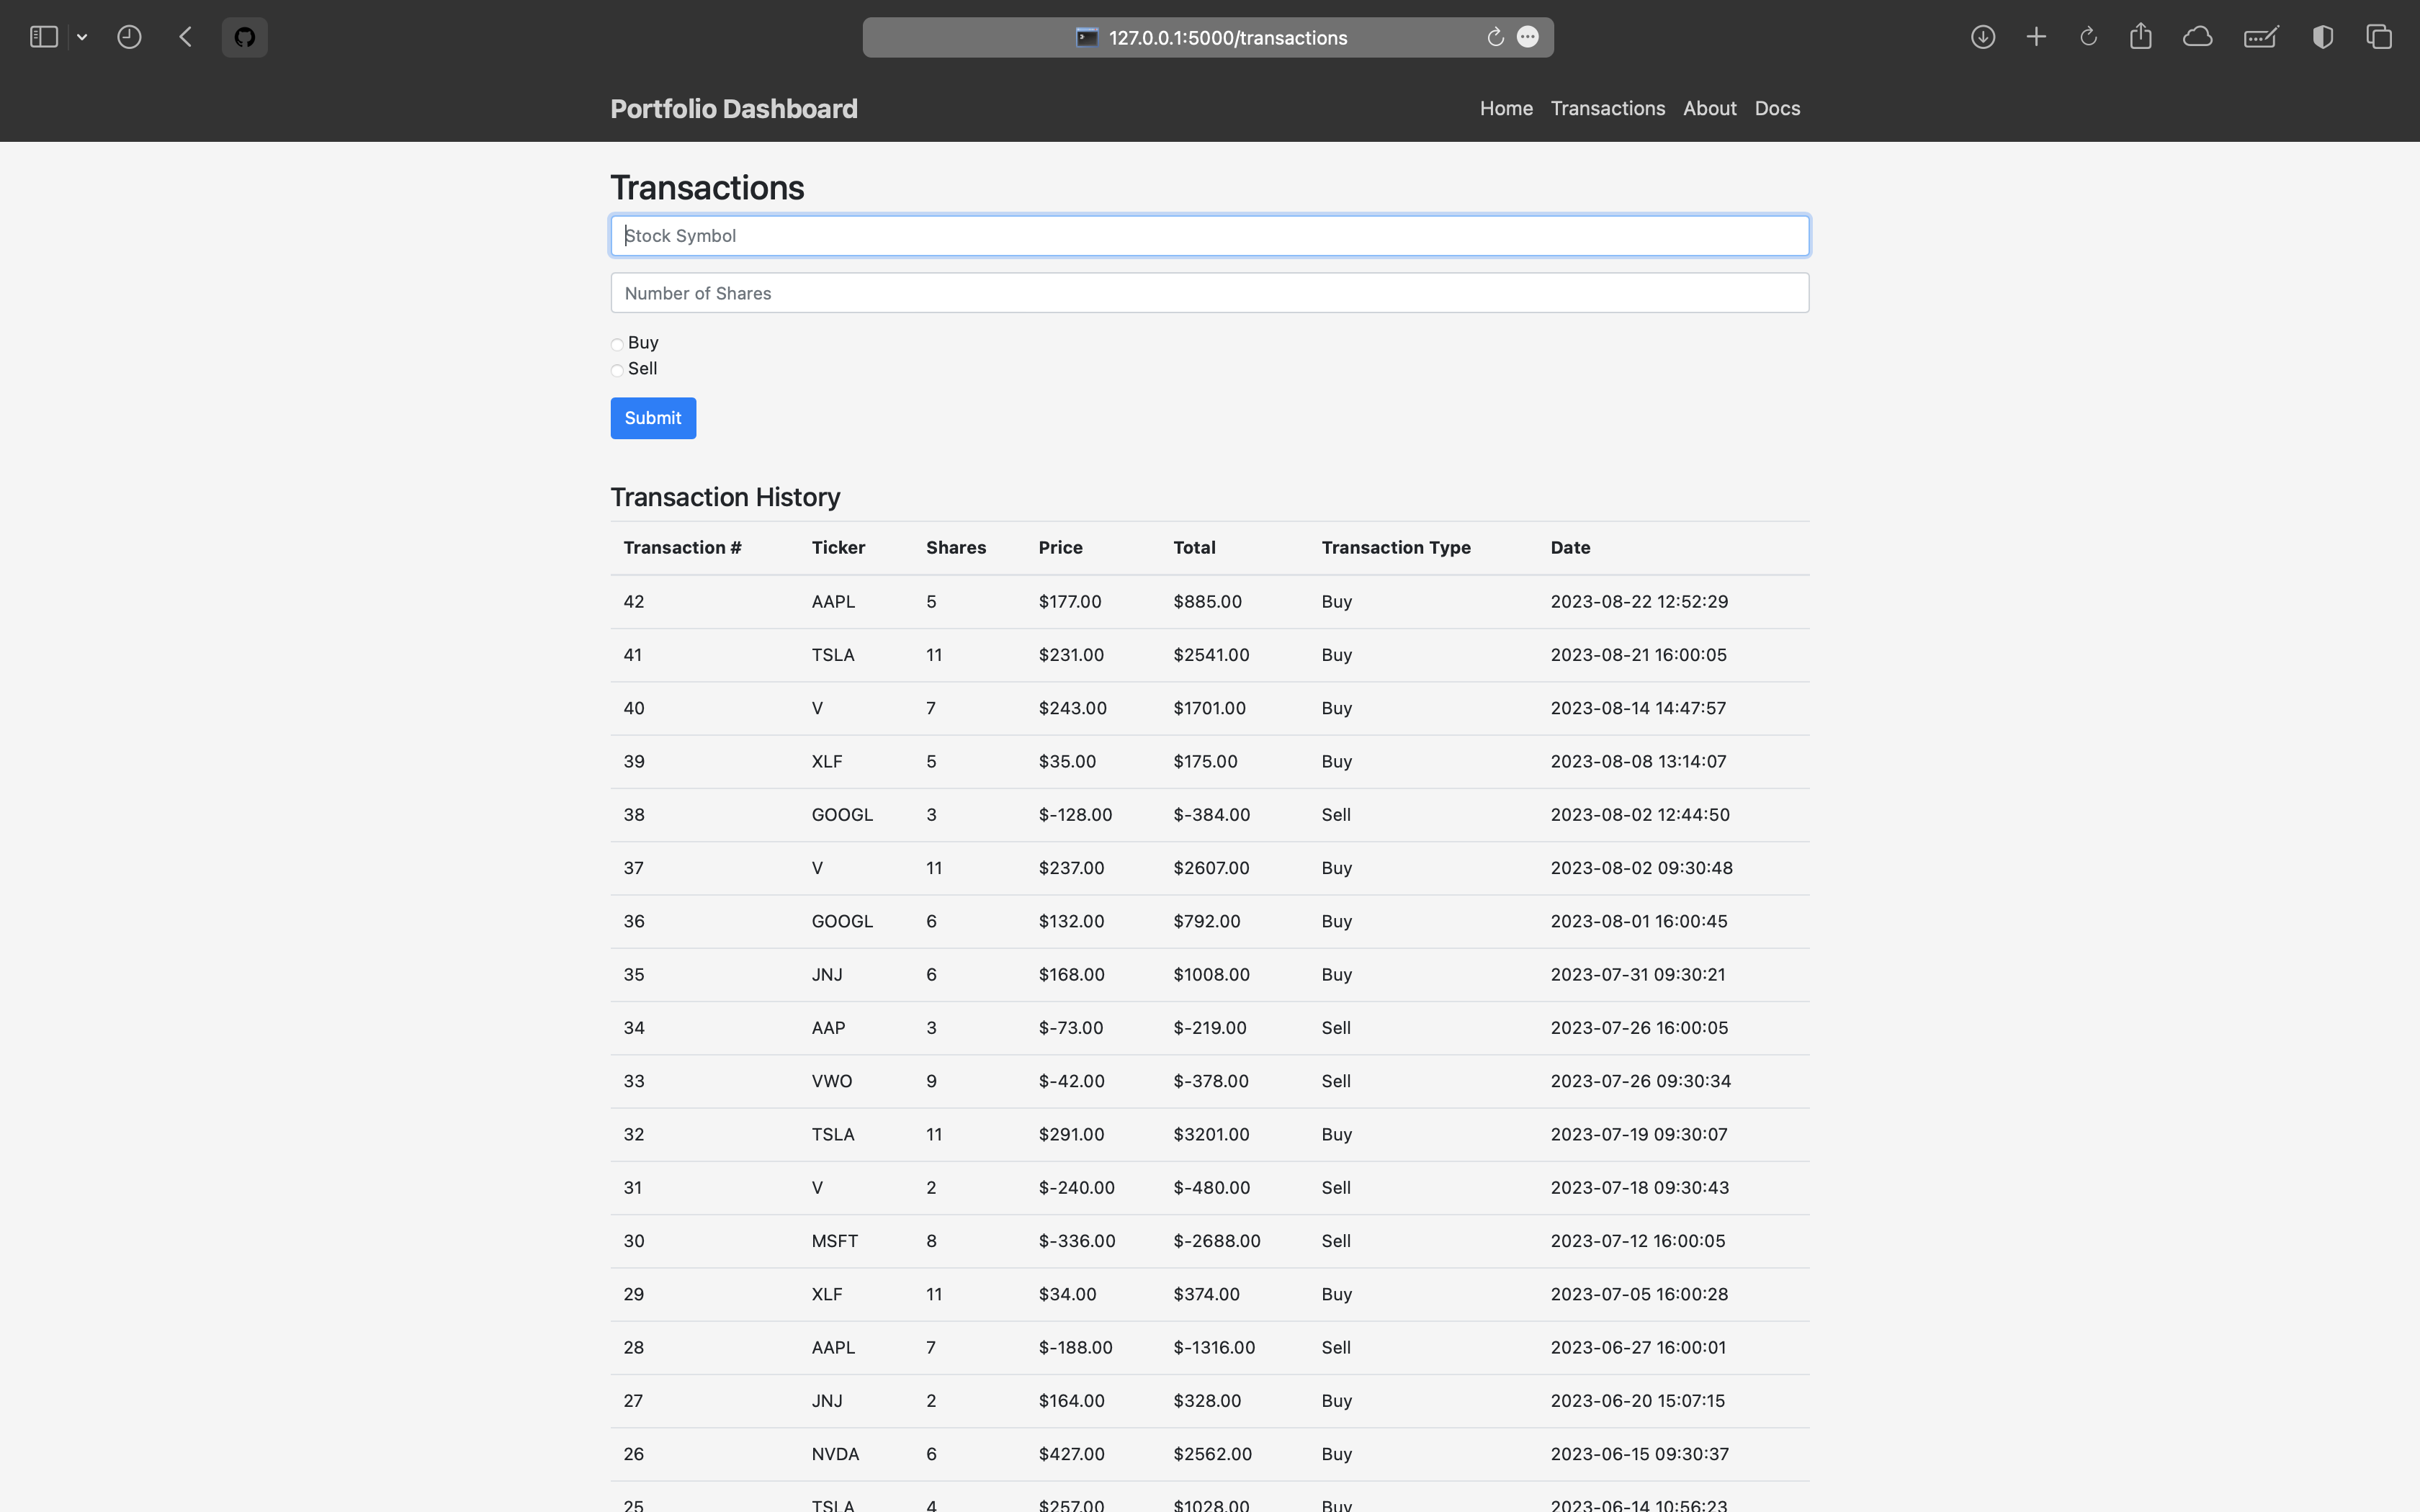 127.0.0.1:5000/transactions
Portfolio Dashboard Home Transactions About Docs
Transactions
Stock Symbol
Number of Shares
Buy
Sell
Submit
Transaction History
Transaction # Ticker Shares Price Total Transaction Type Date
42 AAPL 5 $177.00 $885.00 Buy 2023-08-22 12:52:29
41 TSLA 11 $231.00 $2541.00 Buy 2023-08-21 16:00:05
40 V 7 $243.00 $1701.00 Buy 2023-08-14 14:47:57
39 XLF 5 $35.00 $175.00 Buy 2023-08-08 13:14:07
38 GOOGL 3 $-128.00 $-384.00 Sell 2023-08-02 12:44:50
37 V 11 $237.00 $2607.00 Buy 2023-08-02 09:30:48
36 GOOGL 6 $132.00 $792.00 Buy 2023-08-01 16:00:45
35 JNJ 6 $168.00 $1008.00 Buy 2023-07-31 09:30:21
34 AAP 3 $-73.00 $-219.00 Sell 2023-07-26 16:00:05
33 VWO 9 $-42.00 $-378.00 Sell 2023-07-26 09:30:34
32 TSLA 11 $291.00 $3201.00 Buy 2023-07-19 09:30:07
31 V 2 $-240.00 $-480.00 Sell 2023-07-18 09:30:43
30 MSFT 8 $-336.00 $-2688.00 Sell 2023-07-12 16:00:05
29 XLF 11 $34.00 $374.00 Buy 2023-07-05 16:00:28
28 AAPL 7 $-188.00 $-1316.00 Sell 2023-06-27 16:00:01
27 JNJ 2 $164.00 $328.00 Buy 2023-06-20 15:07:15
26 NVDA 6 $427.00 $2562.00 Buy 2023-06-15 09:30:37
25 TSLA 4 $257.00 $1028.00 Buy 2023-06-14 10:56:23